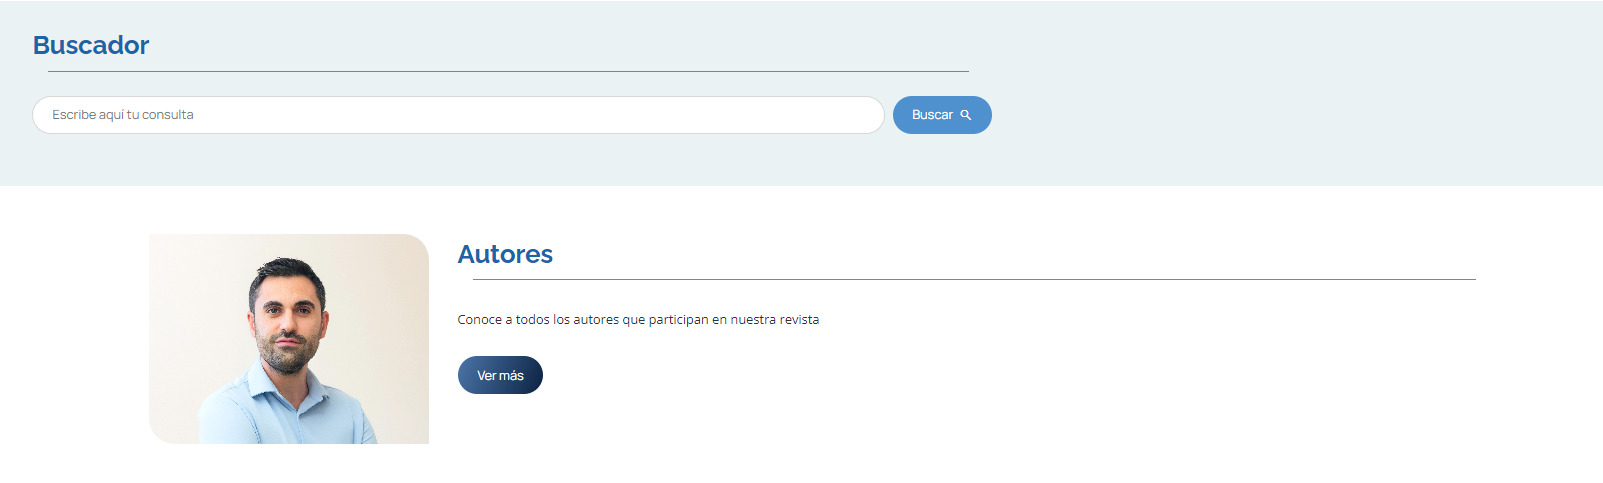 Buscador
Escribe aquí tu consulta
Buscar
Autores
Conoce a todos los autores que participan en nuestra revista
Ver más